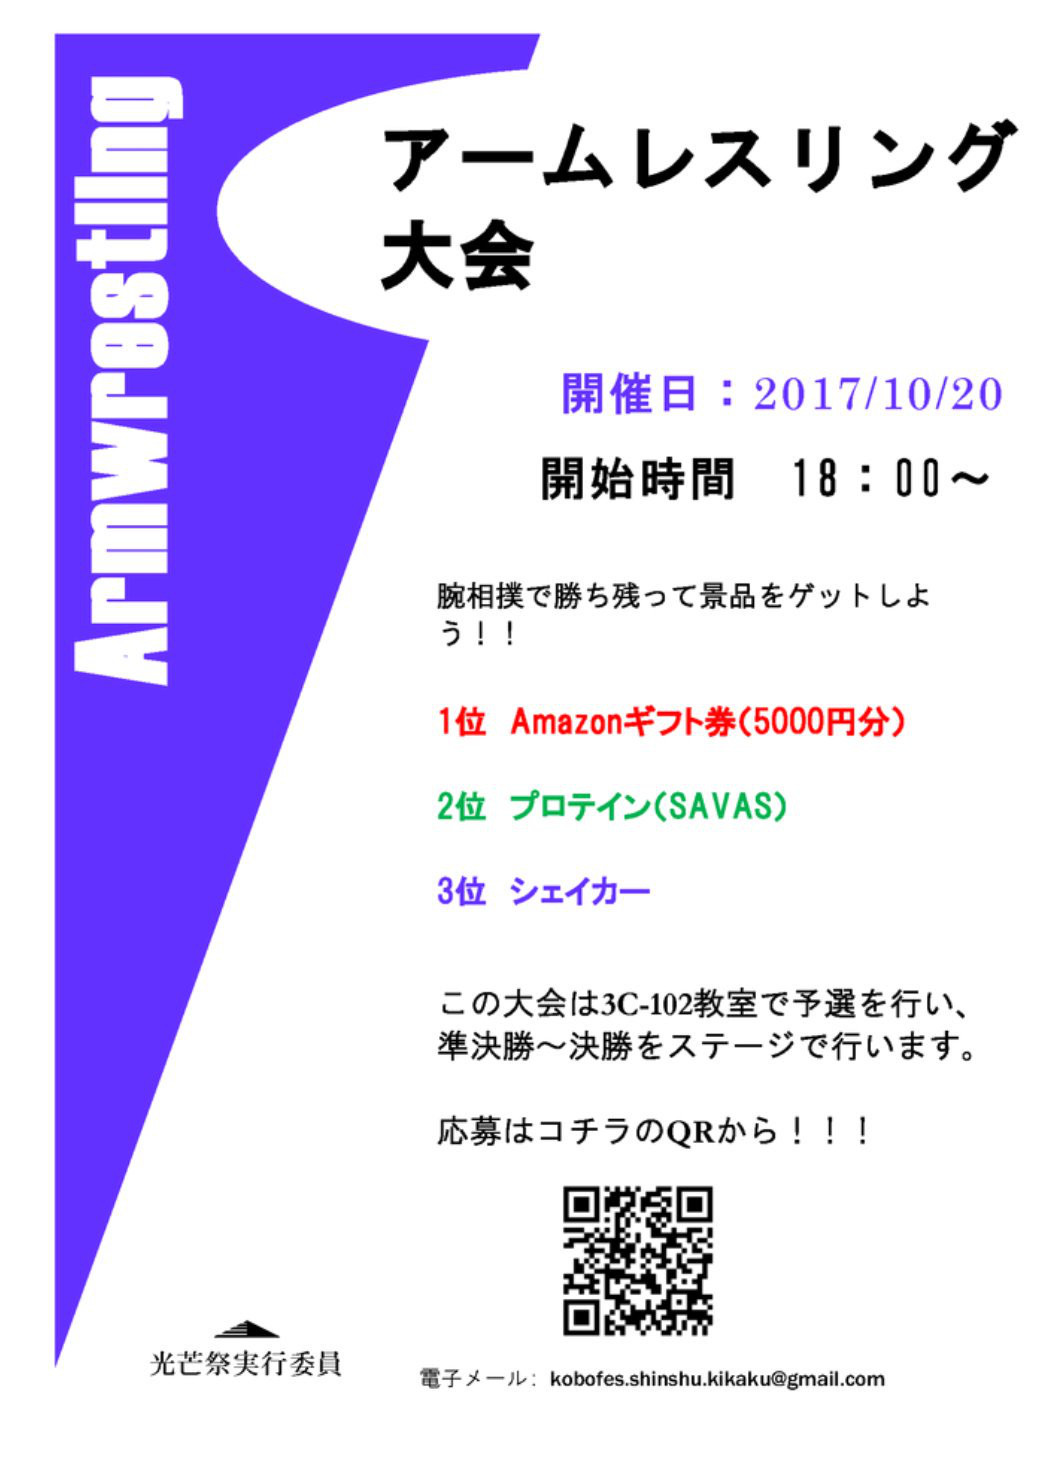 Armwrestling
アームレスリング
大会
開催日：2017/10/20
開始時間　18：00～
腕相撲で勝ち残って景品をゲットしよ
う！！
1位　Amazonギフト券(5000円分)
2位　プロテイン(SAVAS)
3位　シェイカー
この大会は3C-102教室で予選を行い、
準決勝～決勝をステージで行います。
応募はコチラのQRから！！！
光芒祭実行委員
電子メール: kobofes.shinshu.kikaku@gmail.com